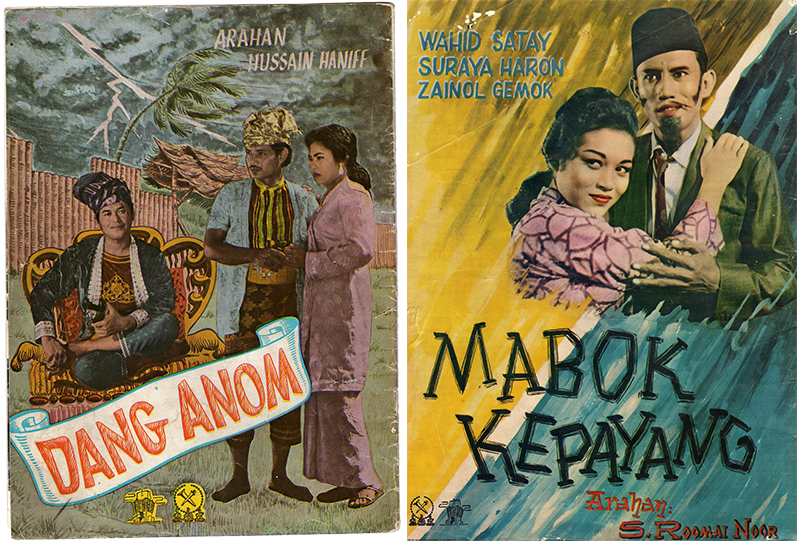 ARAHAN
HUSSAIN HANIFF
DANG ANOM
WAHID SATAY
SURAYA HARON
ZAINOL GEMOK
MABOK
KEPAYANG
Arahan:
S. ROOMAI NOOR